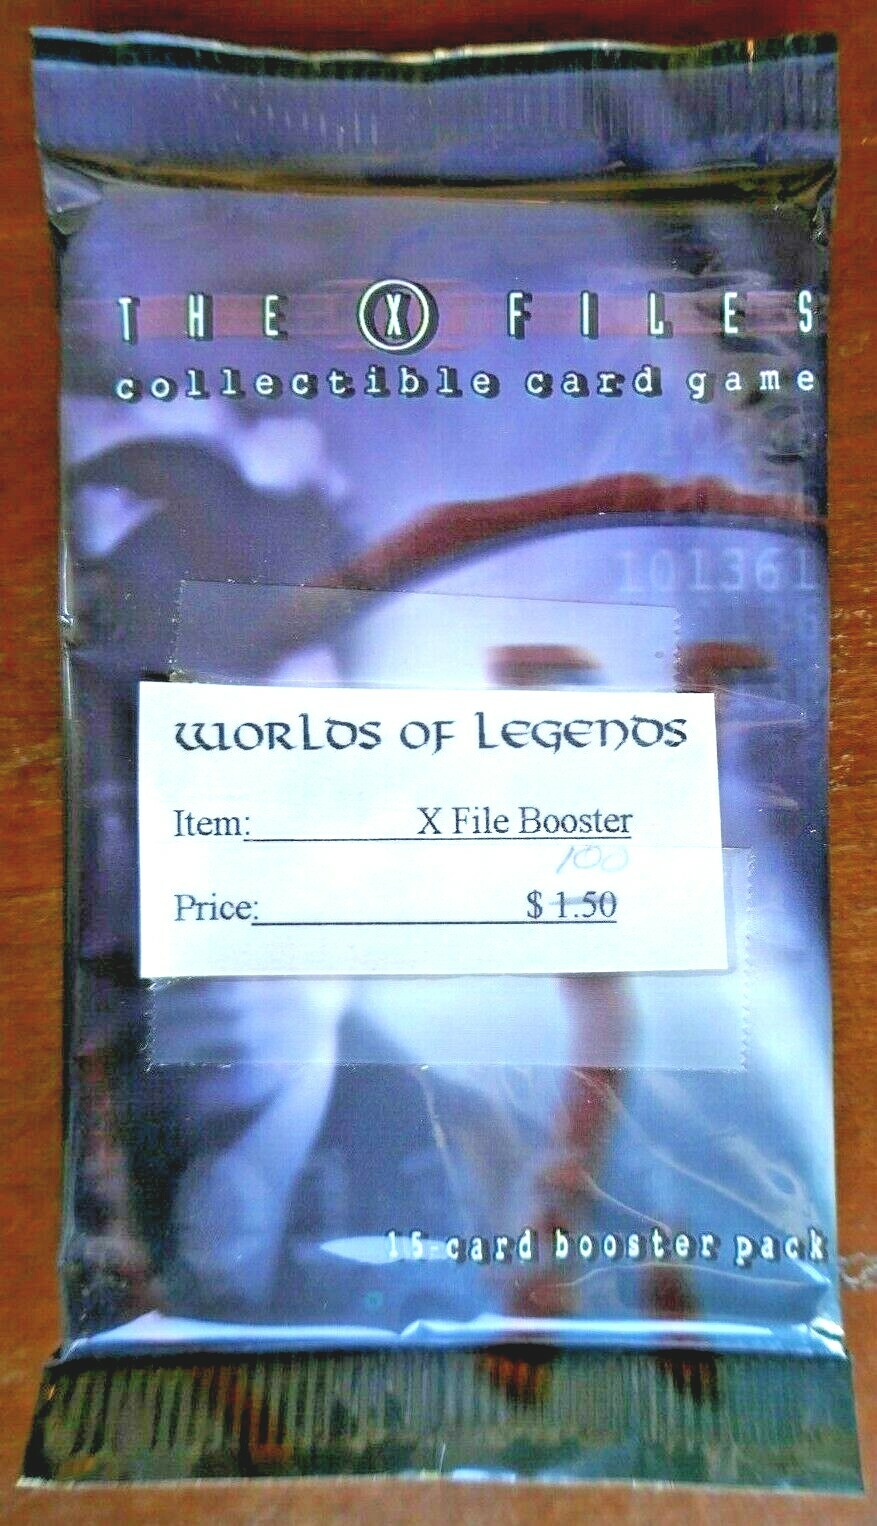 THE X FILES
collectible card game
101361
WORLDS OF LEGENDS
Item: X File Booster
100
Price: $ 1.50
15-card booster pack